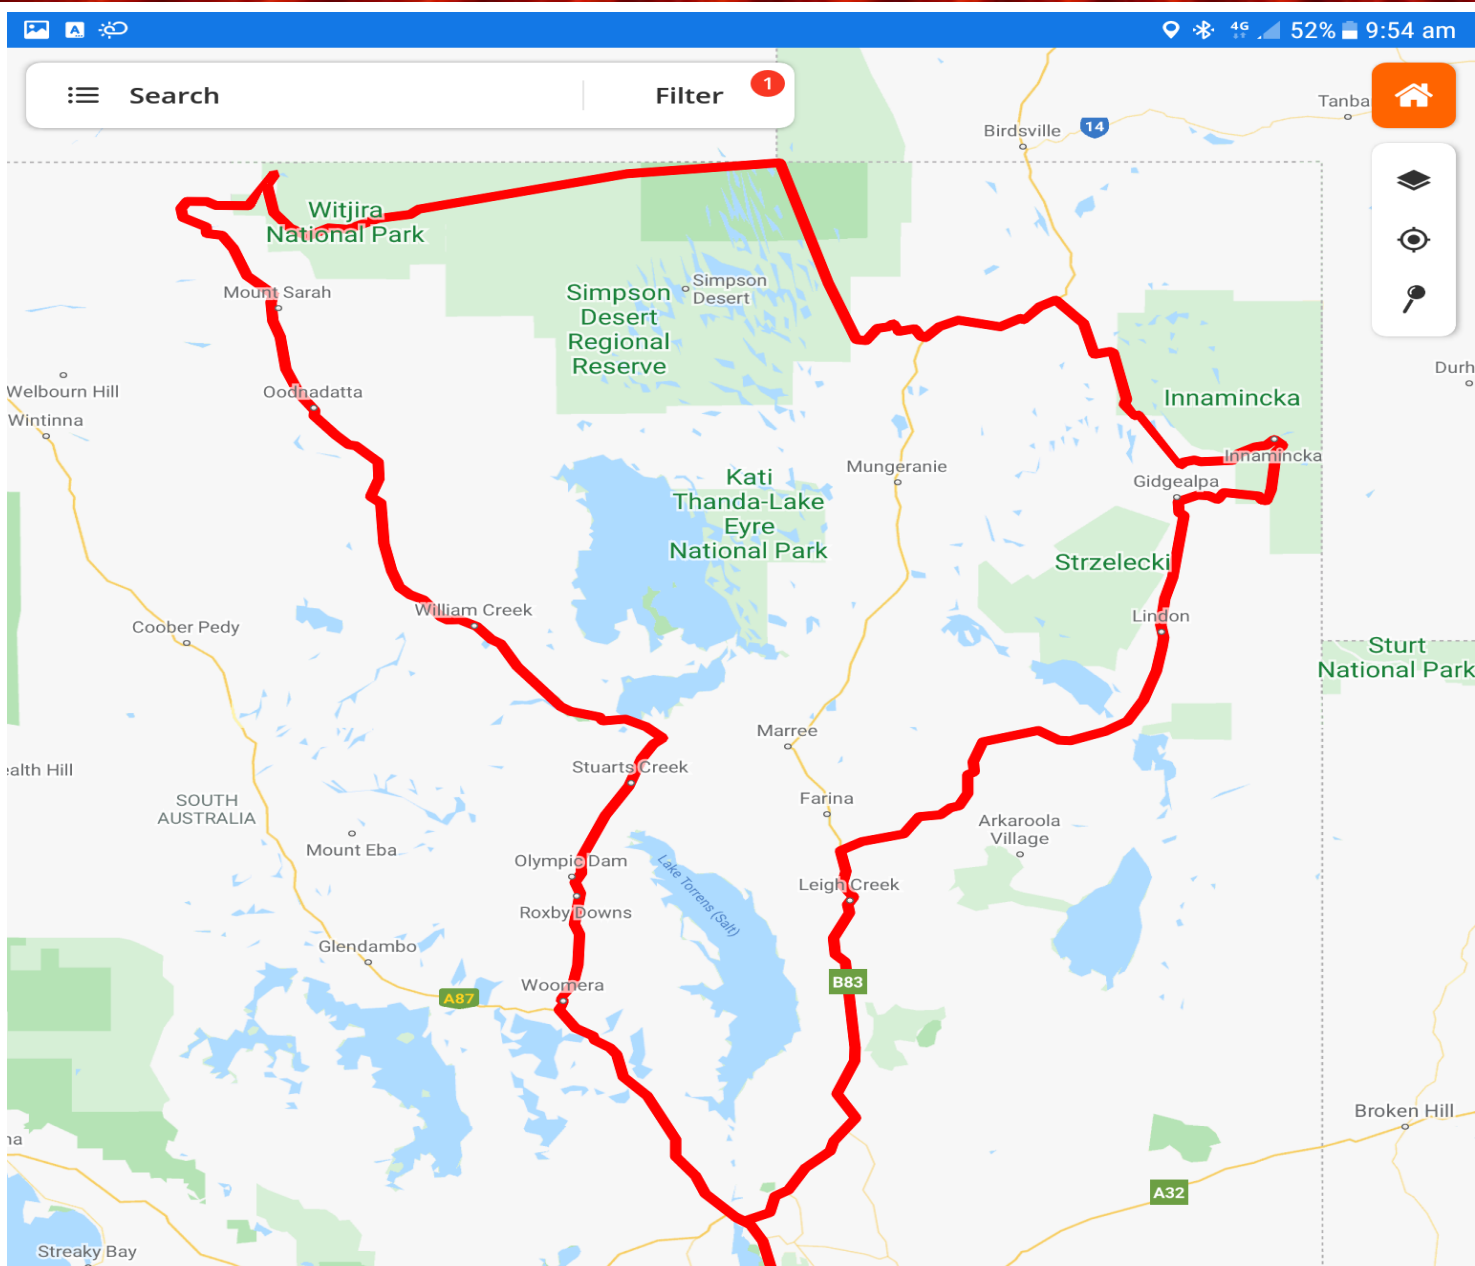 A
4G
52%
9:54 am
Search
Filter
1
Tanba
Birdsville
14
Witjira
National Park
Mount Sarah
Simpson
Desert
Simpson
Desert
Regional
Reserve
Durh
Welbourn Hill
Oodnadatta
Innamincka
Wintinna
Innamincka
Mungeranie
Gidgealpa
Kati
Thanda-Lake
Eyre
National Park
Strzelecki
William Creek
Lindon
Coober Pedy
Sturt
National Park
Marree
ealth Hill
Stuarts Creek
SOUTH
AUSTRALIA
Farina
Arkaroola
Village
Mount Eba
Olympic Dam
Lake Torrens (Salt)
Leigh Creek
Roxby Downs
Glendambo
Woomera
B83
A87
Broken Hill
na
A32
Streaky Bay